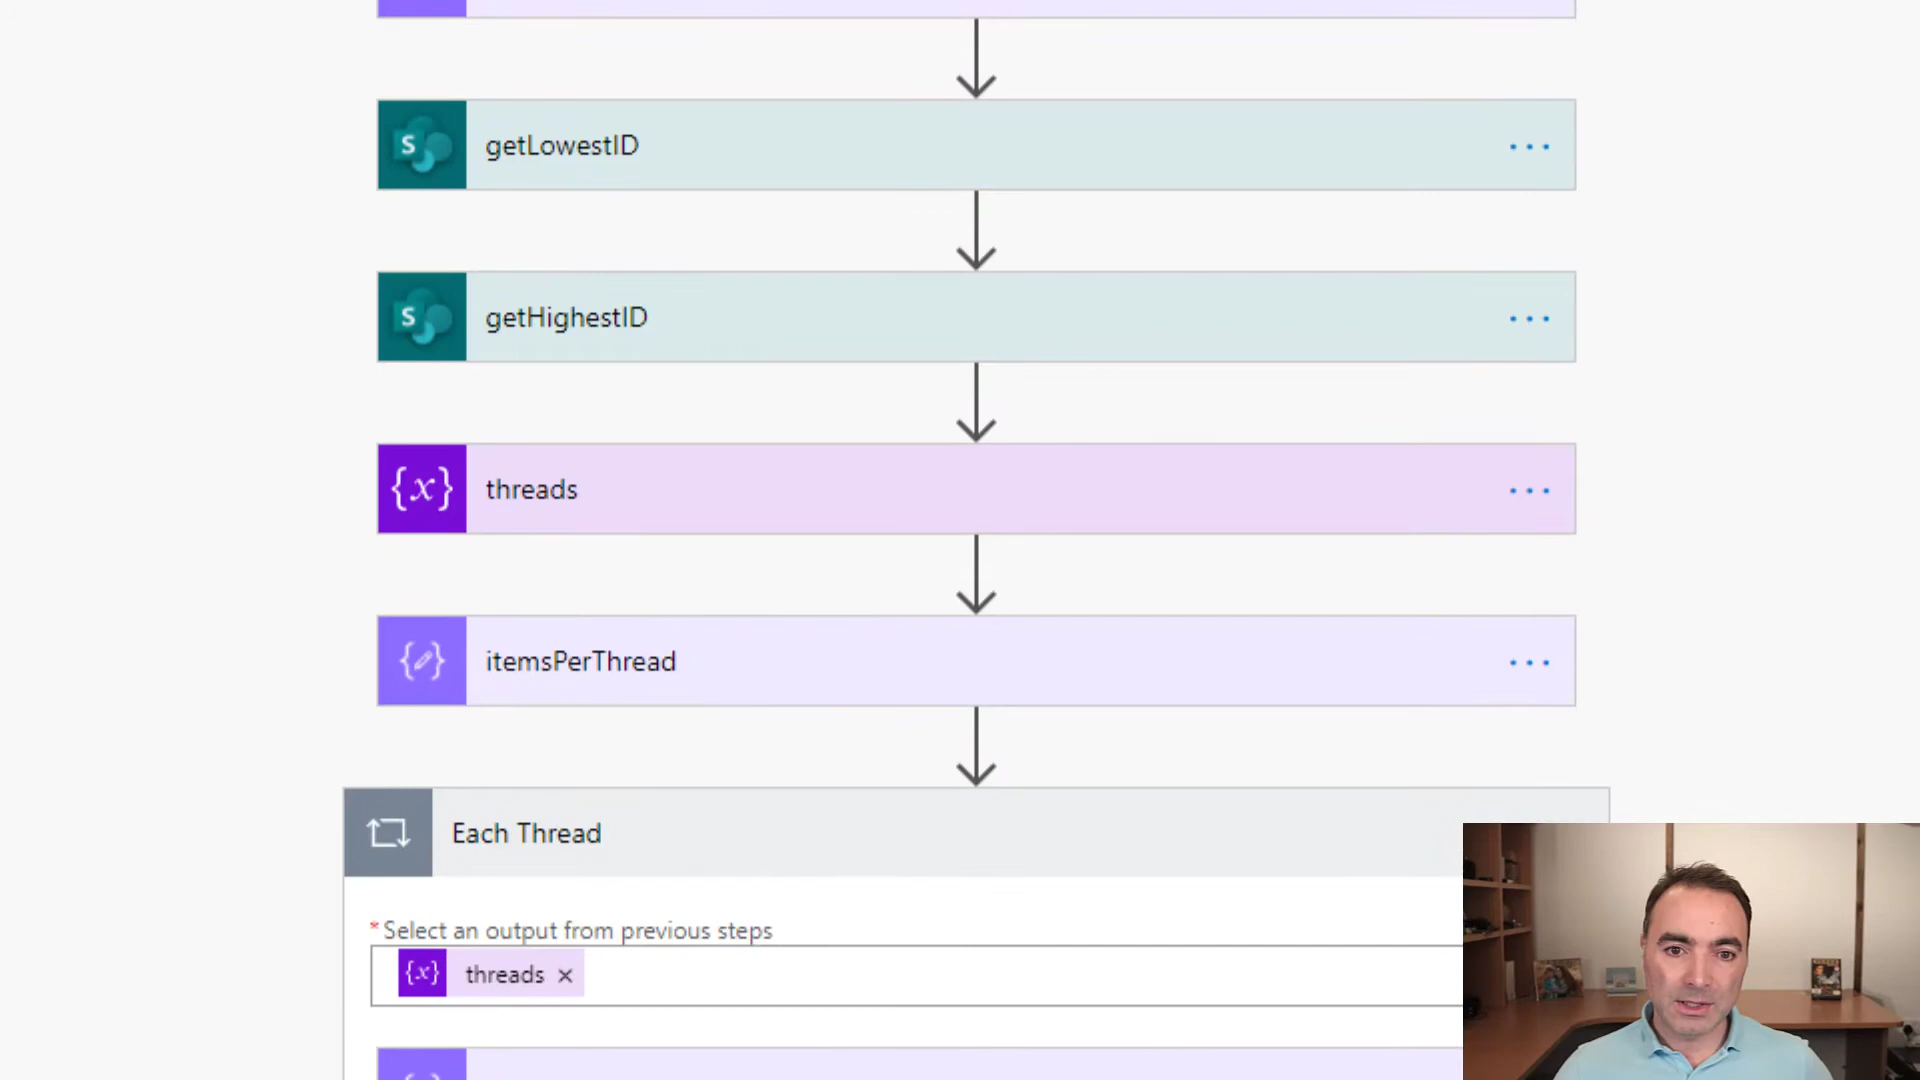 S getLowestID ...
S getHighestID ...
{x} threads ...
itemsPerThread ...
Each Thread
* Select an output from previous steps
{x} threads ×